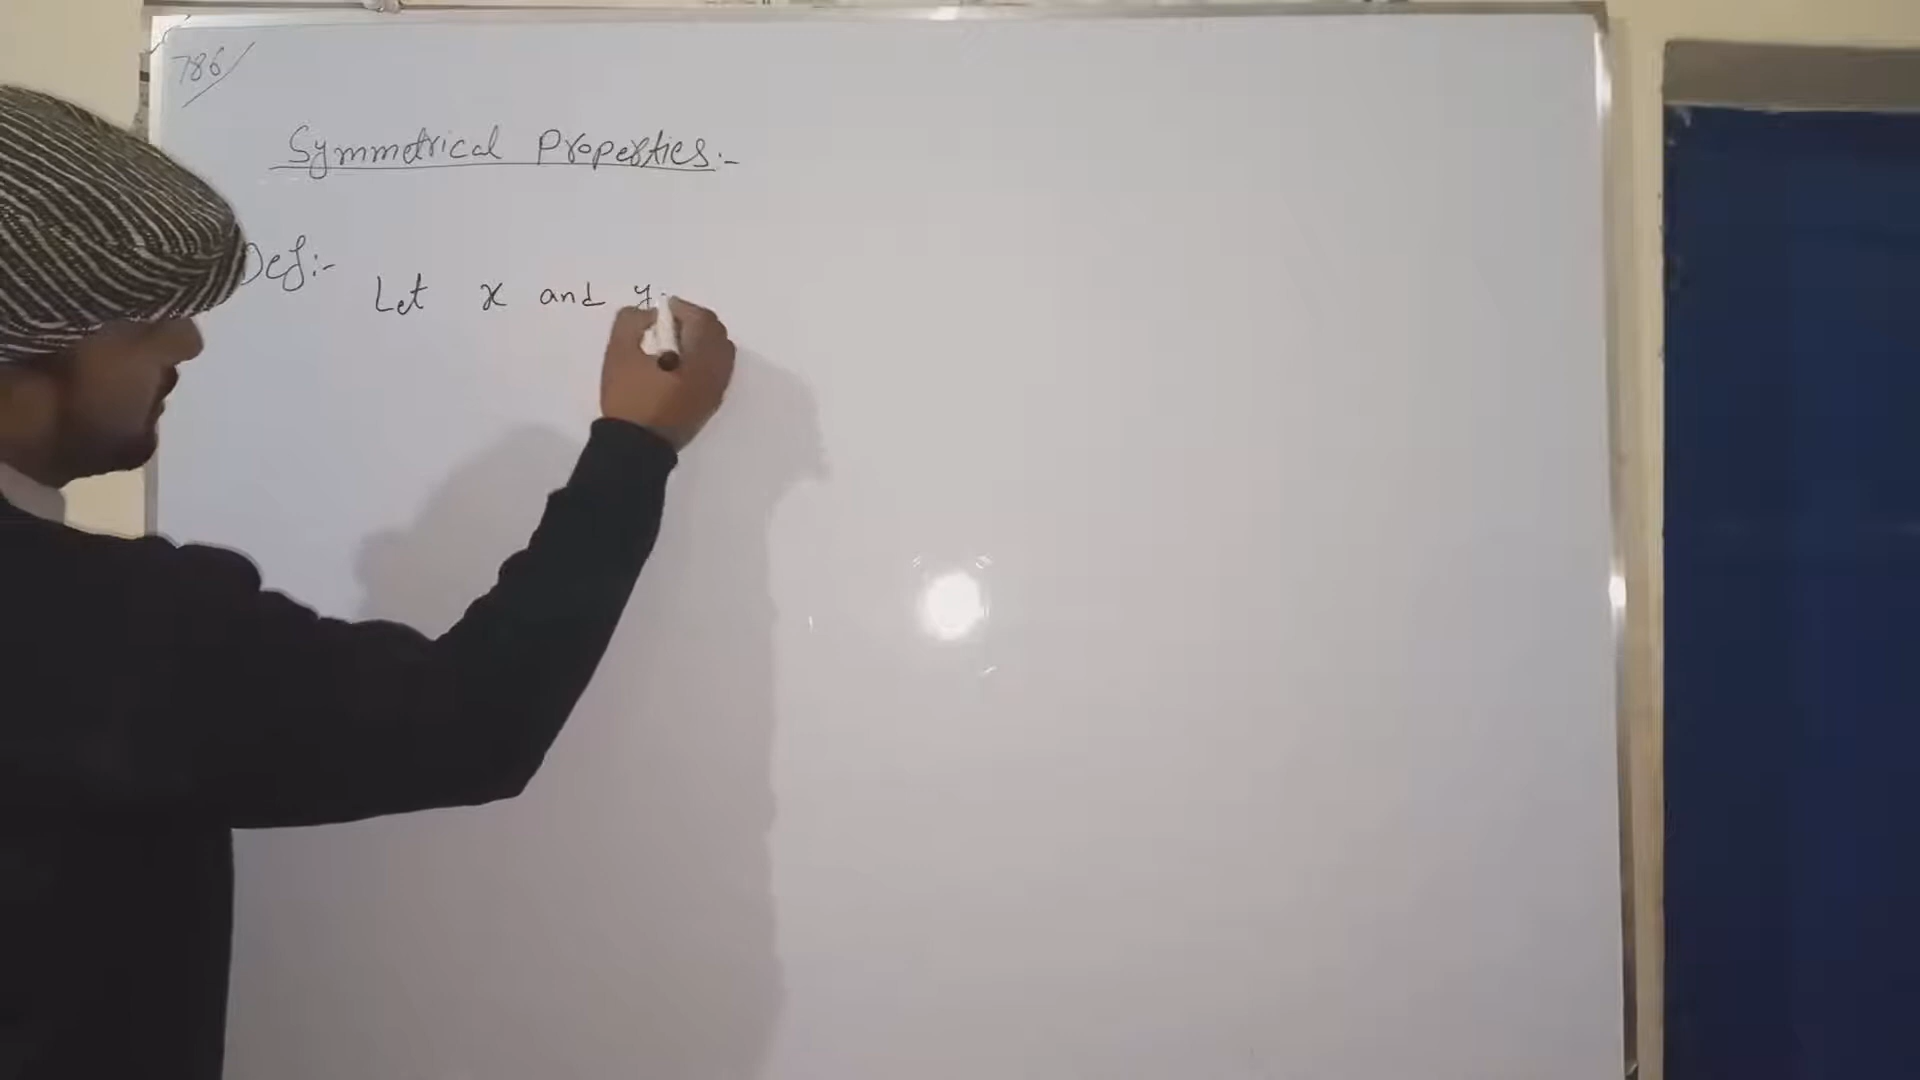 786/
Symmetrical Properties:-
Def:-
Let x and y